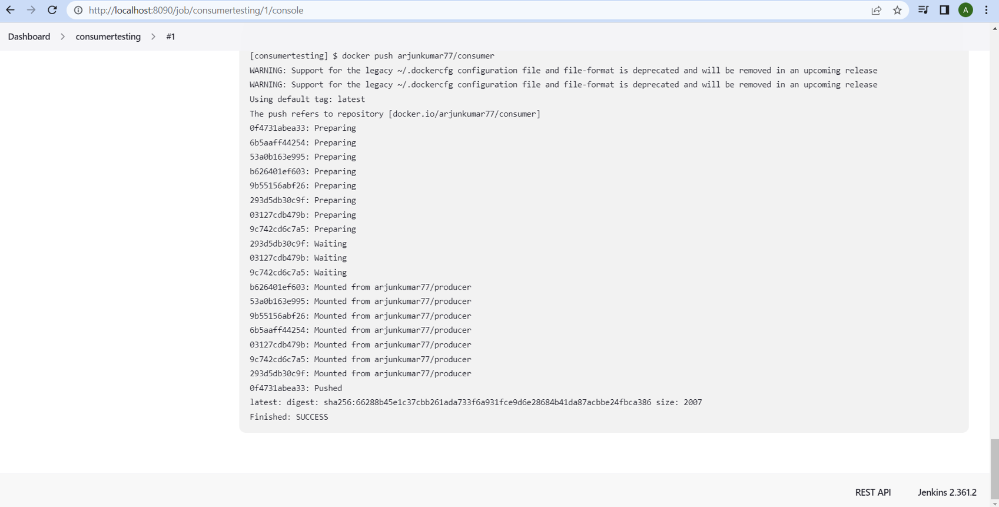 http://localhost:8090/job/consumertesting/1/console
A
Dashboard > consumertesting > #1
[consumertesting] $ docker push arjunkumar77/consumer
WARNING: Support for the legacy ~/.dockercfg configuration file and file-format is deprecated and will be removed in an upcoming release
WARNING: Support for the legacy ~/.dockercfg configuration file and file-format is deprecated and will be removed in an upcoming release
Using default tag: latest
The push refers to repository [docker.io/arjunkumar77/consumer]
0f4731abea33: Preparing
6b5aaff44254: Preparing
53a0b163e995: Preparing
b626401ef603: Preparing
9b55156abf26: Preparing
293d5db30c9f: Preparing
03127cdb479b: Preparing
9c742cd6c7a5: Preparing
293d5db30c9f: Waiting
03127cdb479b: Waiting
9c742cd6c7a5: Waiting
b626401ef603: Mounted from arjunkumar77/producer
53a0b163e995: Mounted from arjunkumar77/producer
9b55156abf26: Mounted from arjunkumar77/producer
6b5aaff44254: Mounted from arjunkumar77/producer
03127cdb479b: Mounted from arjunkumar77/producer
9c742cd6c7a5: Mounted from arjunkumar77/producer
293d5db30c9f: Mounted from arjunkumar77/producer
0f4731abea33: Pushed
latest: digest: sha256:66288b45e1c37cbb261ada733f6a931fce9d6e28684b41da87acbbe24fbca386 size: 2007
Finished: SUCCESS
REST API Jenkins 2.361.2